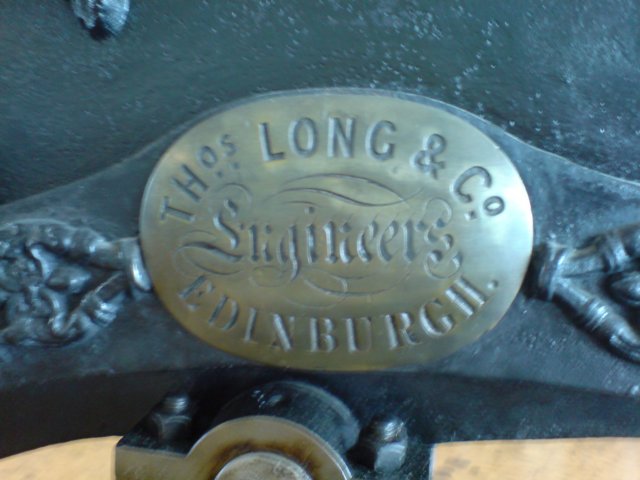 THOS. LONG & CO.
Engineers
EDINBURGH.